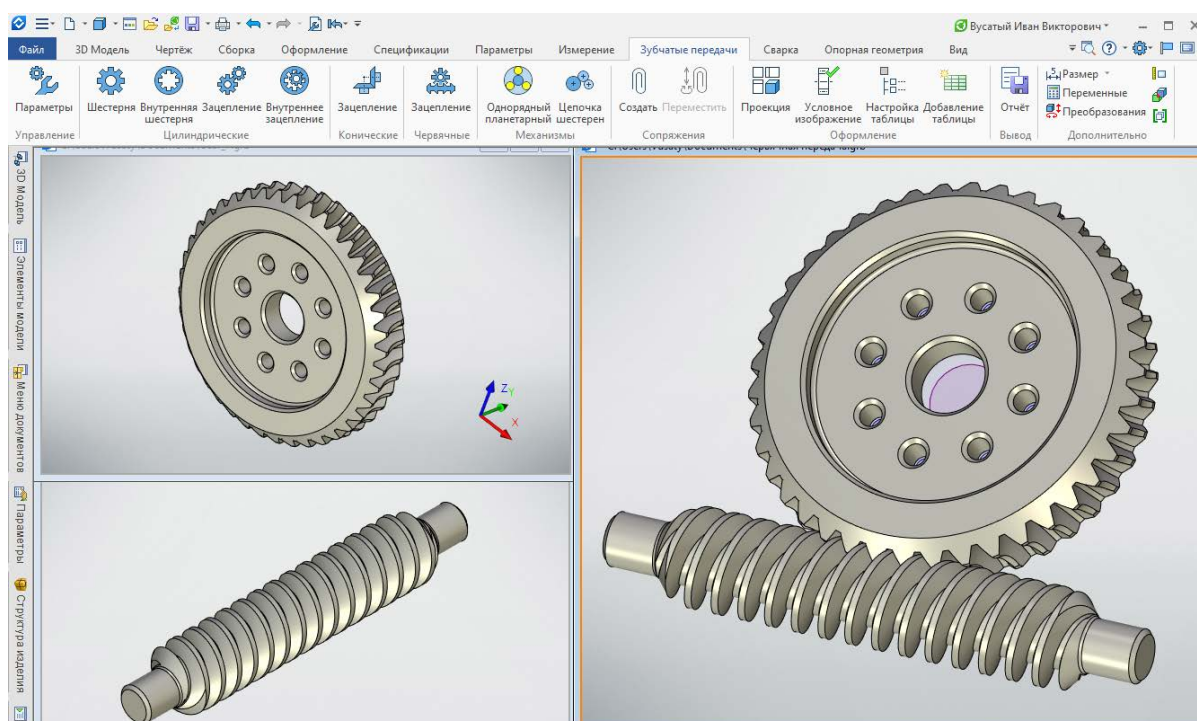 Вусатый Иван Викторович
Файл 3D Модель Чертёж Сборка Оформление Спецификации Параметры Измерение Зубчатые передачи Сварка Опорная геометрия Вид
Параметры Шестерня Внутренняя шестерня Зацепление Внутреннее зацепление Зацепление Зацепление Однорядный планетарный Цепочка шестерен Создать Переместить Проекция Условное изображение Настройка таблицы Добавление таблицы Отчёт
Размер
Переменные
Преобразования
Управление Цилиндрические Конические Червячные Механизмы Сопряжения Оформление Вывод Дополнительно
3D Модель
Элементы модели
Меню документов
Параметры
Структура изделия
Z
Y
X